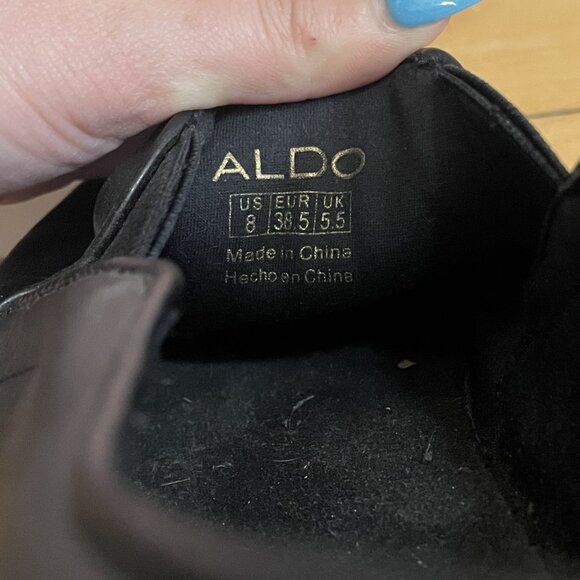 ALDO
US EUR UK
8 38.5 5.5
Made in China
Hecho en China